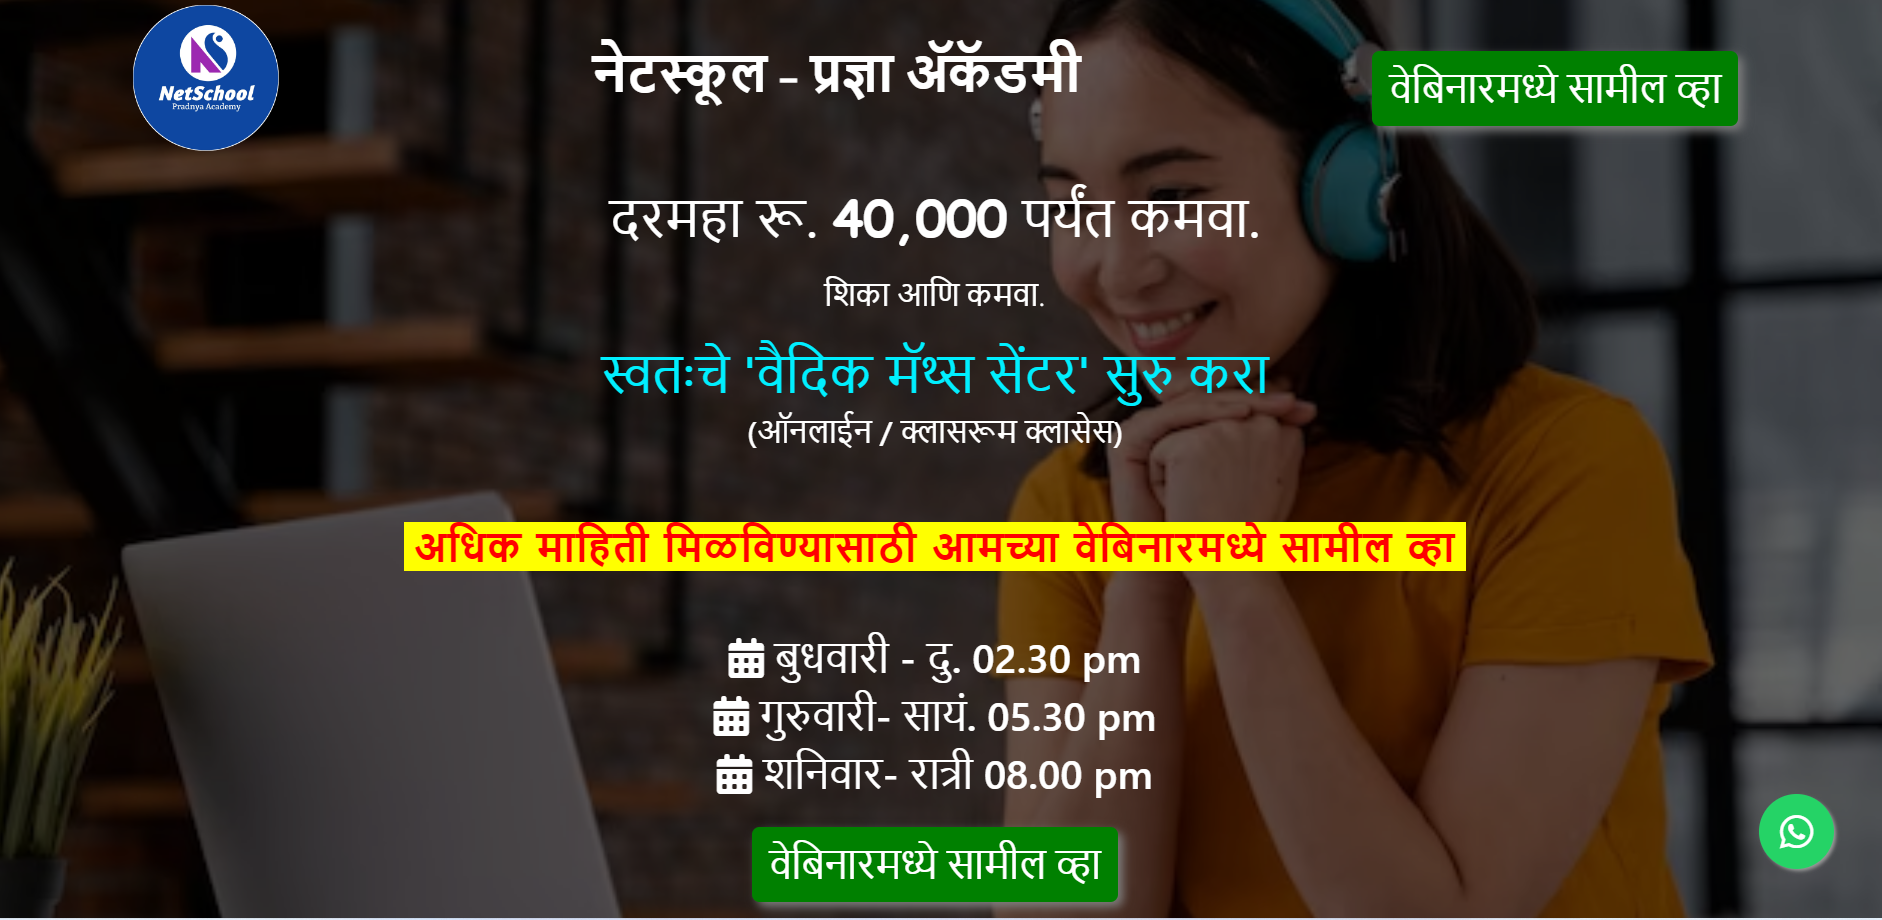 NetSchool
Pradnya Academy
नेटस्कूल - प्रज्ञा ॲकॅडमी
वेबिनारमध्ये सामील व्हा
दरमहा रू. 40,000 पर्यंत कमवा.
शिका आणि कमवा.
स्वतःचे 'वैदिक मॅथ्स सेंटर' सुरु करा
(ऑनलाईन / क्लासरूम क्लासेस)
अधिक माहिती मिळविण्यासाठी आमच्या वेबिनारमध्ये सामील व्हा
बुधवारी - दु. 02.30 pm
गुरुवारी- सायं. 05.30 pm
शनिवार- रात्री 08.00 pm
वेबिनारमध्ये सामील व्हा